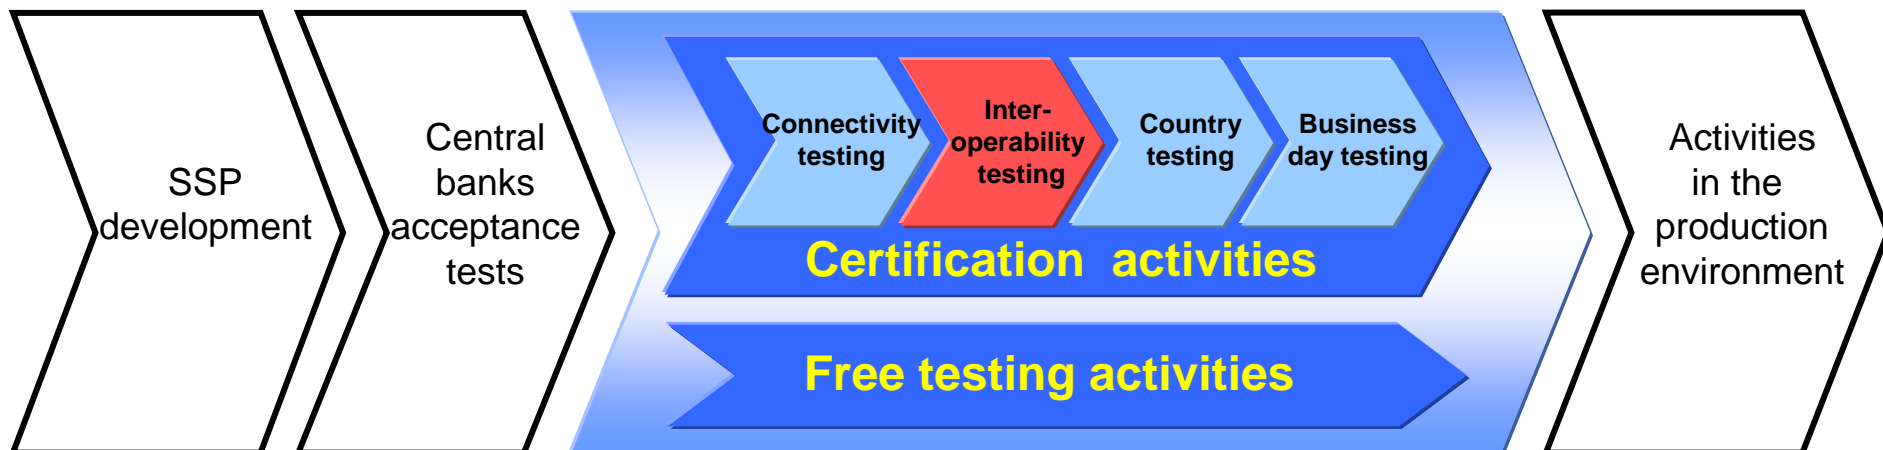 SSP
development
Central
banks
acceptance
tests
Connectivity
testing
Inter-
operability
testing
Country
testing
Business
day testing
Certification activities
Free testing activities
Activities
in the
production
environment